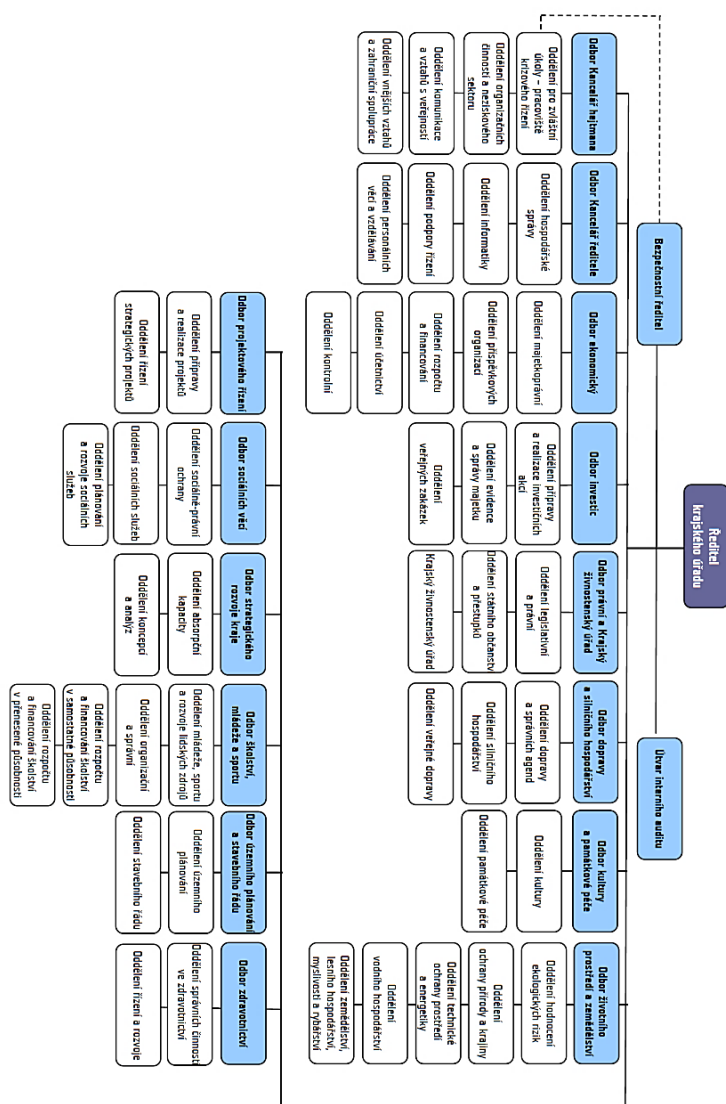 Ředitel
krajského úřadu
Bezpečnostní ředitel
Útvar interního auditu
Odbor Kancelář hejtmana
Oddělení pro zvláštní
úkoly – pracoviště
krizového řízení
Oddělení organizačních
činností a neziskového
sektoru
Oddělení komunikace
a vztahů s veřejností
Oddělení vnějších vztahů
a zahraniční spolupráce
Odbor Kancelář ředitele
Oddělení hospodářské
správy
Oddělení informatiky
Oddělení podpory řízení
Oddělení personálních
věcí a vzdělávání
Odbor ekonomický
Oddělení majetkoprávní
Oddělení příspěvkových
organizací
Oddělení rozpočtu
a financování
Oddělení účetnictví
Oddělení kontrolní
Odbor investic
Oddělení přípravy
a realizace investičních
akcí
Oddělení evidence
a správy majetku
Oddělení
veřejných zakázek
Odbor právní a Krajský
živnostenský úřad
Oddělení legislativní
a právní
Oddělení státního občanství
a přestupků
Krajský živnostenský úřad
Odbor dopravy
a silničního hospodářství
Oddělení dopravy
a správních agend
Oddělení silničního
hospodářství
Oddělení veřejné dopravy
Odbor kultury
a památkové péče
Oddělení kultury
Oddělení památkové péče
Odbor životního
prostředí a zemědělství
Oddělení hodnocení
ekologických rizik
Oddělení
ochrany přírody a krajiny
Oddělení technické
ochrany prostředí
a energetiky
Oddělení
vodního hospodářství
Oddělení zemědělství,
lesního hospodářství,
myslivosti a rybářství
Odbor projektového řízení
Oddělení přípravy
a realizace projektů
Oddělení řízení
strategických projektů
Odbor sociálních věcí
Oddělení sociálně-právní
ochrany
Oddělení sociálních služeb
Oddělení plánování
a rozvoje sociálních
služeb
Odbor strategického
rozvoje kraje
Oddělení absorpční
kapacity
Oddělení koncepcí
a analýz
Odbor školství,
mládeže a sportu
Oddělení mládeže, sportu
a rozvoje lidských zdrojů
Oddělení organizační
a správní
Oddělení rozpočtu
a financování školství
v samostatné působnosti
Oddělení rozpočtu
a financování školství
v přenesené působnosti
Odbor územního plánování
a stavebního řádu
Oddělení územního
plánování
Oddělení stavebního řádu
Odbor zdravotnictví
Oddělení správních činností
ve zdravotnictví
Oddělení řízení a rozvoje